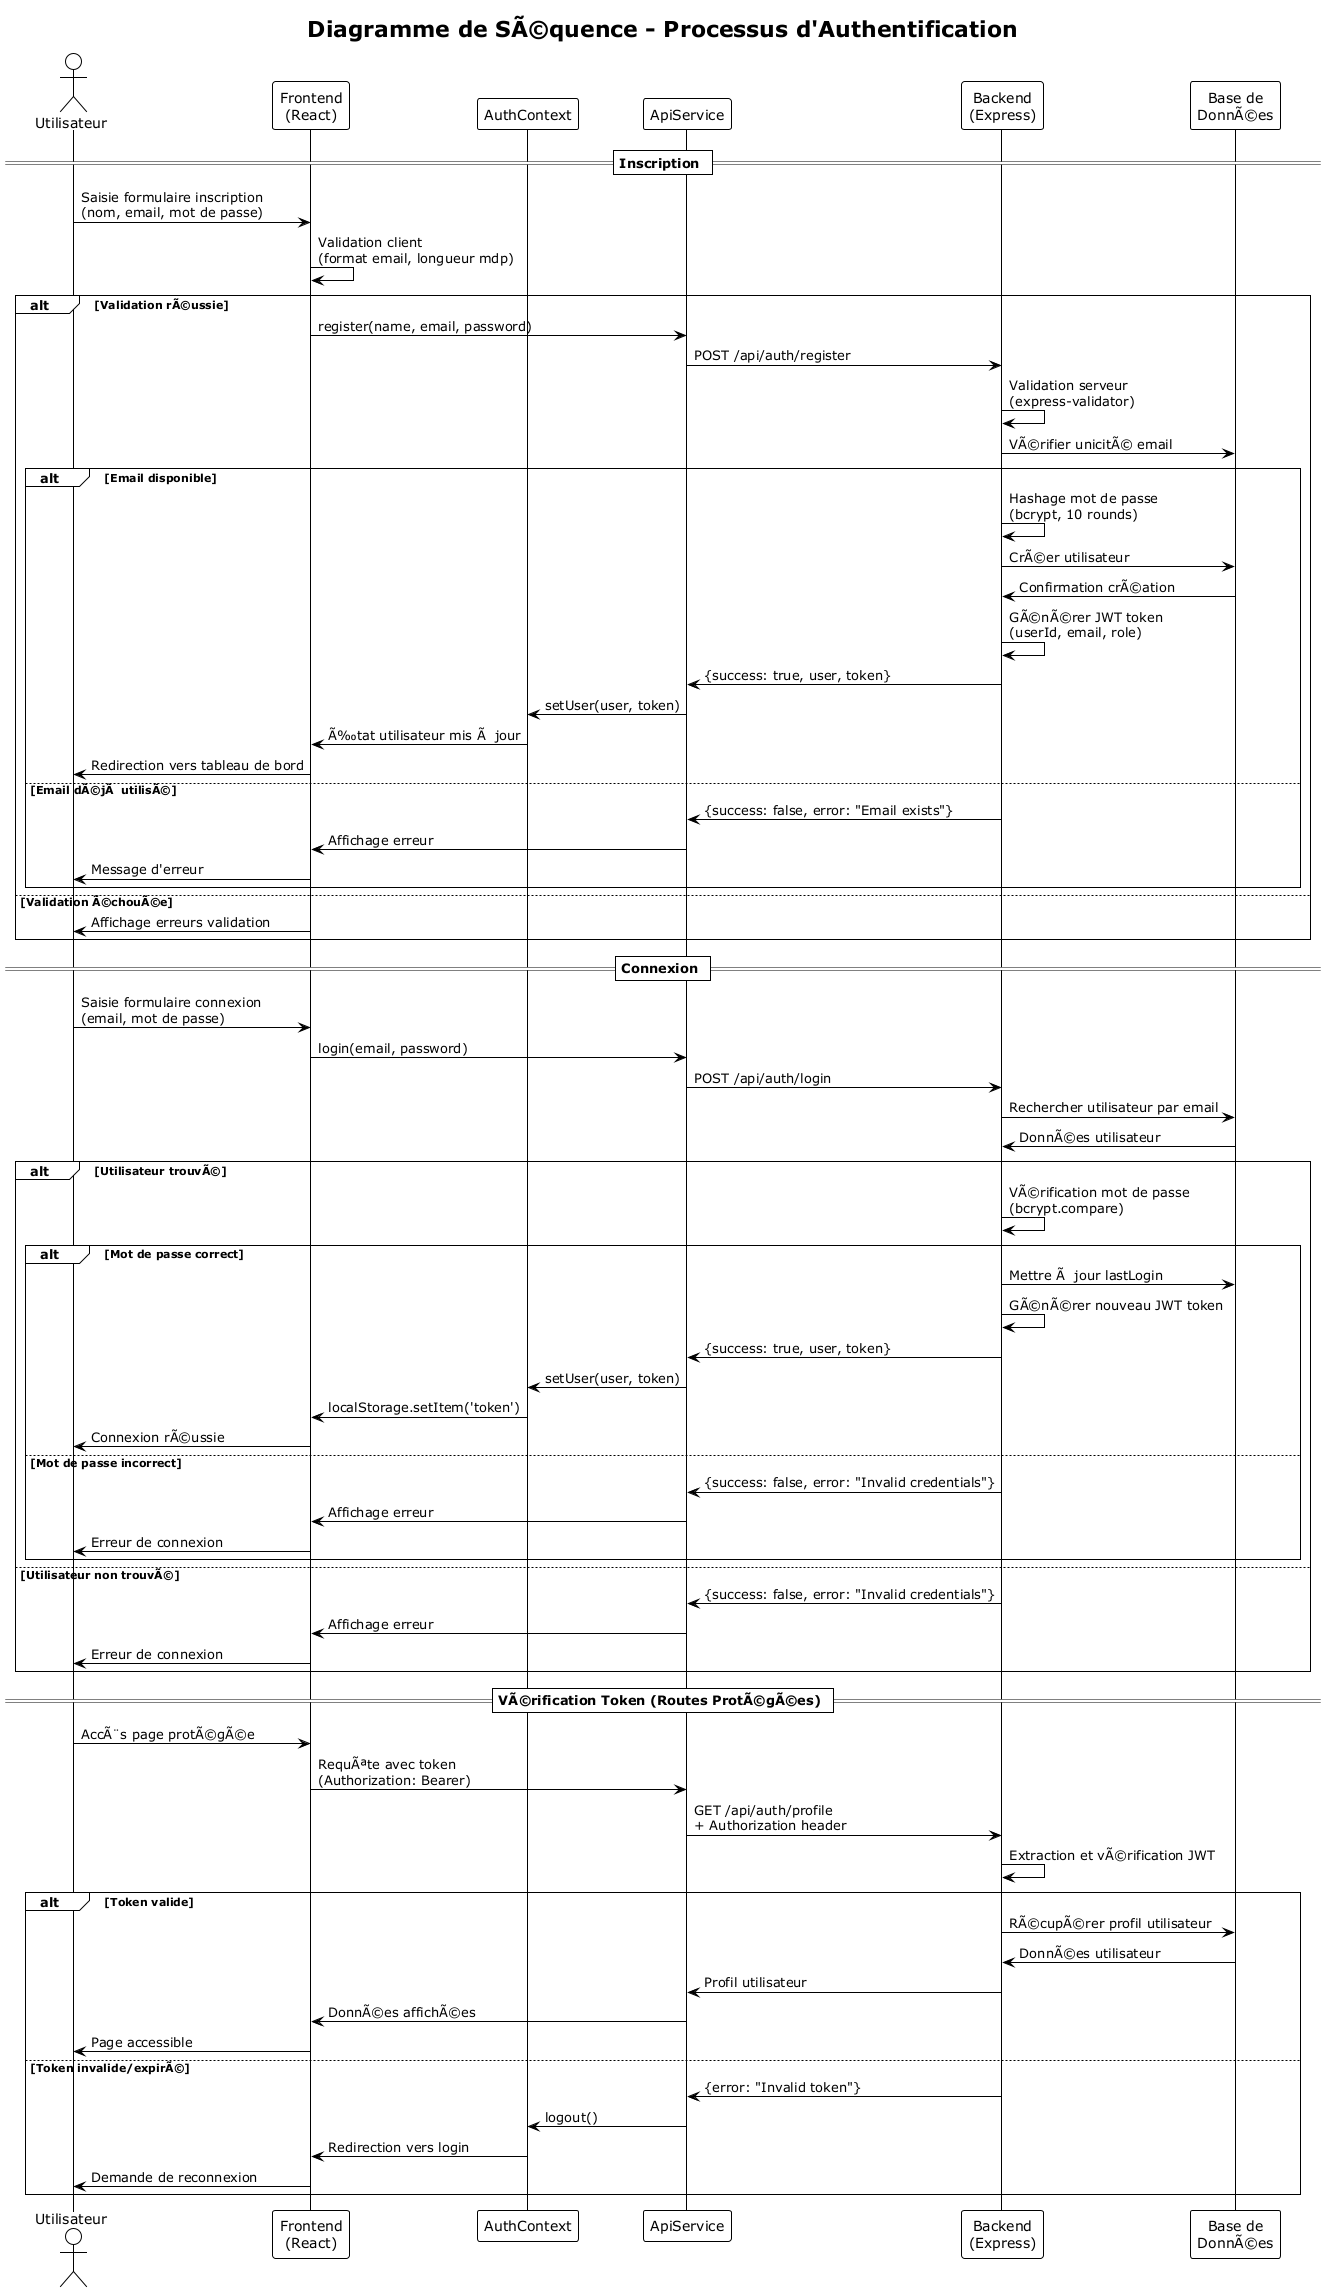 Diagramme de SÃ©quence - Processus d'Authentification
Utilisateur
Frontend
(React)
AuthContext
ApiService
Backend
(Express)
Base de
DonnÃ©es
Inscription
Saisie formulaire inscription
(nom, email, mot de passe)
Validation client
(format email, longueur mdp)
alt
[Validation rÃ©ussie]
register(name, email, password)
POST /api/auth/register
Validation serveur
(express-validator)
VÃ©rifier unicitÃ© email
alt
[Email disponible]
Hashage mot de passe
(bcrypt, 10 rounds)
CrÃ©er utilisateur
Confirmation crÃ©ation
GÃ©nÃ©rer JWT token
(userId, email, role)
{success: true, user, token}
setUser(user, token)
Ã‰tat utilisateur mis Ã  jour
Redirection vers tableau de bord
[Email dÃ©jÃ  utilisÃ©]
{success: false, error: "Email exists"}
Affichage erreur
Message d'erreur
[Validation Ã©chouÃ©e]
Affichage erreurs validation
Connexion
Saisie formulaire connexion
(email, mot de passe)
login(email, password)
POST /api/auth/login
Rechercher utilisateur par email
DonnÃ©es utilisateur
alt
[Utilisateur trouvÃ©]
VÃ©rification mot de passe
(bcrypt.compare)
alt
[Mot de passe correct]
Mettre Ã  jour lastLogin
GÃ©nÃ©rer nouveau JWT token
{success: true, user, token}
setUser(user, token)
localStorage.setItem('token')
Connexion rÃ©ussie
[Mot de passe incorrect]
{success: false, error: "Invalid credentials"}
Affichage erreur
Erreur de connexion
[Utilisateur non trouvÃ©]
{success: false, error: "Invalid credentials"}
Affichage erreur
Erreur de connexion
VÃ©rification Token (Routes ProtÃ©gÃ©es)
AccÃ¨s page protÃ©gÃ©e
RequÃªte avec token
(Authorization: Bearer)
GET /api/auth/profile
+ Authorization header
Extraction et vÃ©rification JWT
alt
[Token valide]
RÃ©cupÃ©rer profil utilisateur
DonnÃ©es utilisateur
Profil utilisateur
DonnÃ©es affichÃ©es
Page accessible
[Token invalide/expirÃ©]
{error: "Invalid token"}
logout()
Redirection vers login
Demande de reconnexion
Utilisateur
Frontend
(React)
AuthContext
ApiService
Backend
(Express)
Base de
DonnÃ©es